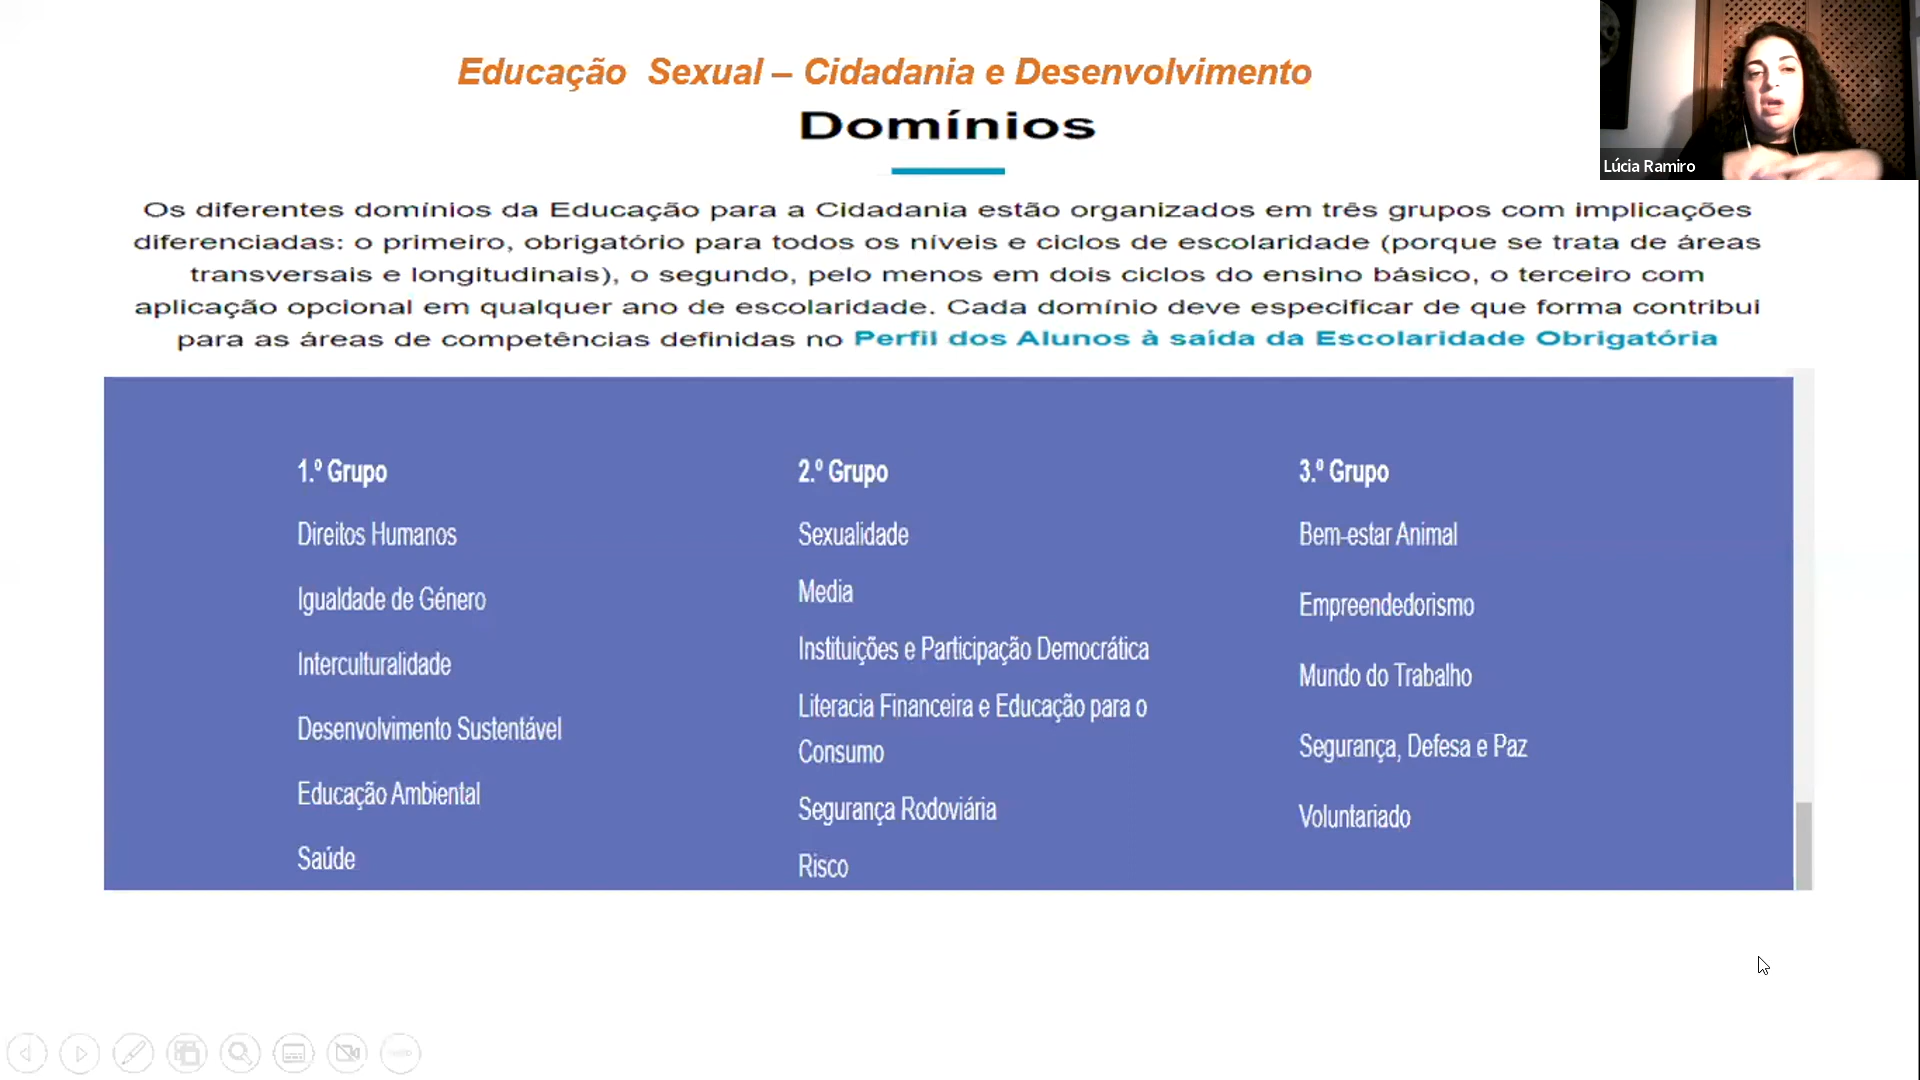 Educação Sexual – Cidadania e Desenvolvimento
Domínios
Lúcia Ramiro
Os diferentes domínios da Educação para a Cidadania estão organizados em três grupos com implicações
diferenciadas: o primeiro, obrigatório para todos os níveis e ciclos de escolaridade (porque se trata de áreas
transversais e longitudinais), o segundo, pelo menos em dois ciclos do ensino básico, o terceiro com
aplicação opcional em qualquer ano de escolaridade. Cada domínio deve especificar de que forma contribui
para as áreas de competências definidas no Perfil dos Alunos à saída da Escolaridade Obrigatória
1.º Grupo
Direitos Humanos
Igualdade de Género
Interculturalidade
Desenvolvimento Sustentável
Educação Ambiental
Saúde
2.º Grupo
Sexualidade
Media
Instituições e Participação Democrática
Literacia Financeira e Educação para o
Consumo
Segurança Rodoviária
Risco
3.º Grupo
Bem-estar Animal
Empreendedorismo
Mundo do Trabalho
Segurança, Defesa e Paz
Voluntariado